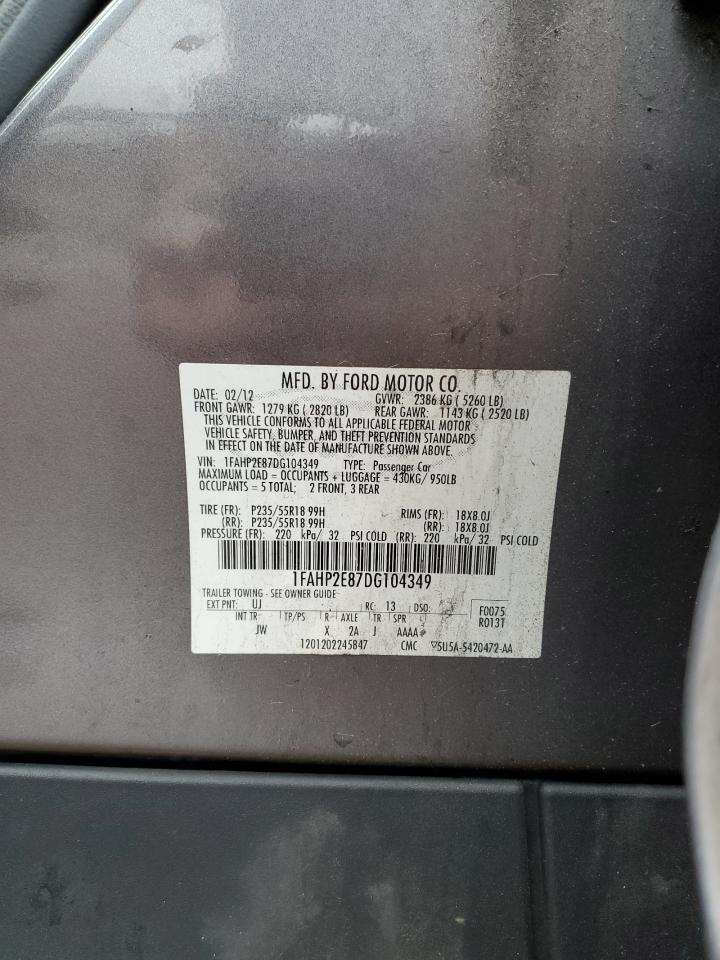 MFD. BY FORD MOTOR CO.
DATE: 02/12 GVWR: 2386 KG ( 5260 LB)
FRONT GAWR: 1279 KG ( 2820 LB) REAR GAWR: 1143 KG ( 2520 LB)
THIS VEHICLE CONFORMS TO ALL APPLICABLE FEDERAL MOTOR
VEHICLE SAFETY, BUMPER, AND THEFT PREVENTION STANDARDS
IN EFFECT ON THE DATE OF MANUFACTURE SHOWN ABOVE.
VIN: 1FAHP2E87DG104349 TYPE: Passenger Car
MAXIMUM LOAD = OCCUPANTS + LUGGAGE = 430KG/ 950LB
OCCUPANTS = 5 TOTAL; 2 FRONT, 3 REAR
TIRE (FR): P235/55R18 99H RIMS (FR): 18X8.0J
(RR): P235/55R18 99H (RR): 18X8.0J
PRESSURE (FR): 220 kPa/ 32 PSI COLD (RR): 220 kPa/ 32 PSI COLD
1FAHP2E87DG104349
TRAILER TOWING - SEE OWNER GUIDE
EXT PNT: UJ RC: 13 DSO: F0075
INT TR TP/PS R AXLE TR SPR R013T
JW X 2A J AAAA
1201202245847 CMC ▽5U5A-5420472-AA